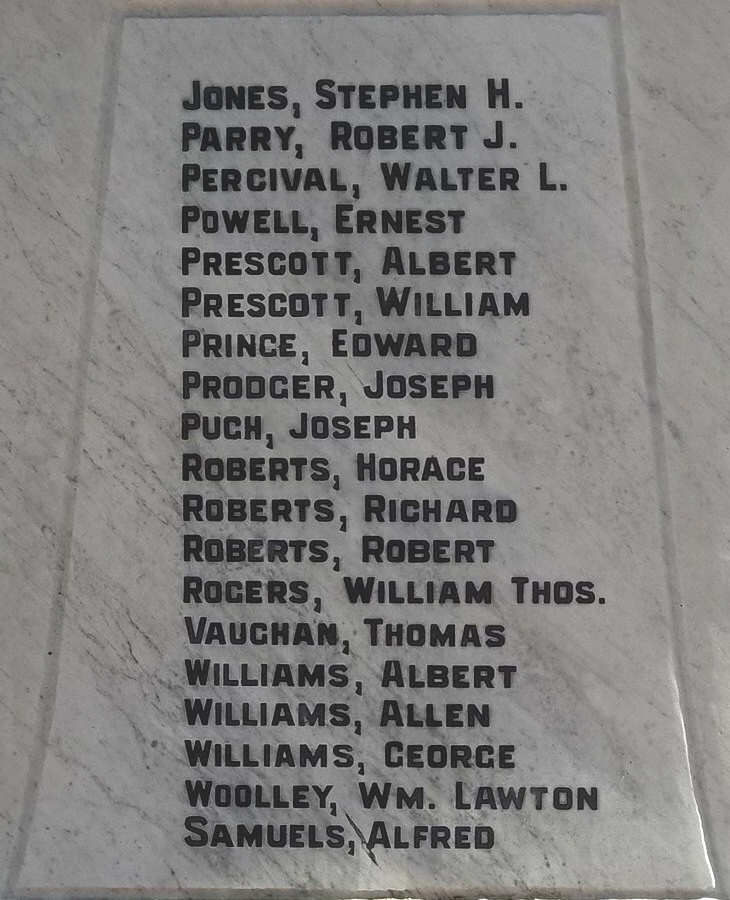 JONES, STEPHEN H.
PARRY, ROBERT J.
PERCIVAL, WALTER L.
POWELL, ERNEST
PRESCOTT, ALBERT
PRESCOTT, WILLIAM
PRINCE, EDWARD
PRODGER, JOSEPH
PUGH, JOSEPH
ROBERTS, HORACE
ROBERTS, RICHARD
ROBERTS, ROBERT
ROGERS, WILLIAM THOS.
VAUGHAN, THOMAS
WILLIAMS, ALBERT
WILLIAMS, ALLEN
WILLIAMS, GEORGE
WOOLLEY, WM. LAWTON
SAMUELS, ALFRED